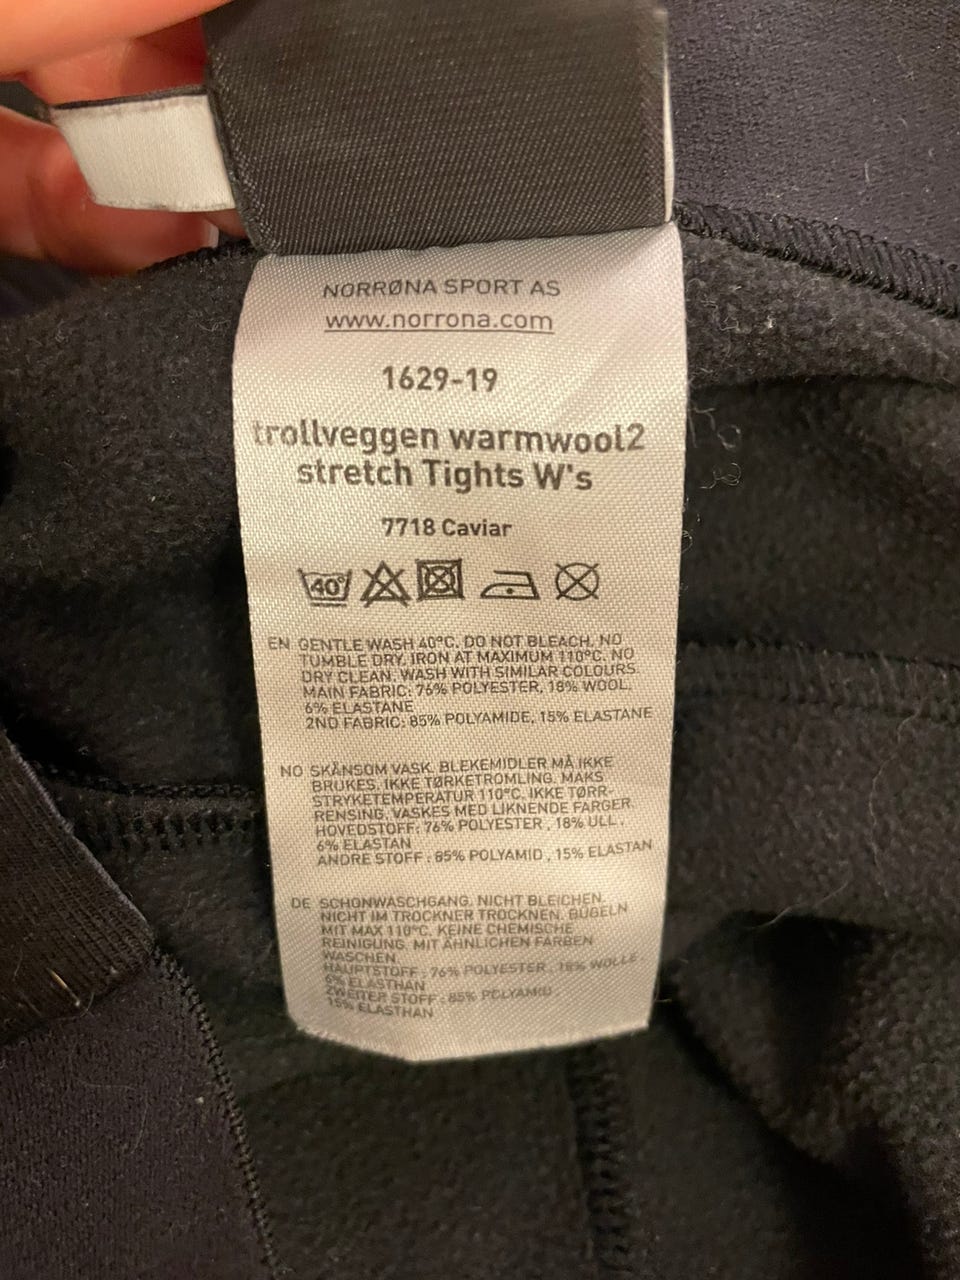 NORRØNA SPORT AS
www.norrona.com
1629-19
trollveggen warmwool2
stretch Tights W's
7718 Caviar
40°
EN GENTLE WASH 40°C. DO NOT BLEACH. NO
TUMBLE DRY. IRON AT MAXIMUM 110°C. NO
DRY CLEAN. WASH WITH SIMILAR COLOURS.
MAIN FABRIC: 76% POLYESTER, 18% WOOL,
6% ELASTANE
2ND FABRIC: 85% POLYAMIDE, 15% ELASTANE
NO SKÅNSOM VASK. BLEKEMIDLER MÅ IKKE
BRUKES. IKKE TØRKETROMLING. MAKS
STRYKETEMPERATUR 110°C. IKKE TØRR-
RENSING. VASKES MED LIKNENDE FARGER.
HOVEDSTOFF: 76% POLYESTER , 18% ULL ,
6% ELASTAN
ANDRE STOFF : 85% POLYAMID , 15% ELASTAN
DE SCHONWASCHGANG. NICHT BLEICHEN.
NICHT IM TROCKNER TROCKNEN. BÜGELN
MIT MAX 110°C. KEINE CHEMISCHE
REINIGUNG. MIT ÄHNLICHEN FARBEN
WASCHEN.
HAUPTSTOFF : 76% POLYESTER , 18% WOLLE ,
6% ELASTHAN
ZWEITER STOFF : 85% POLYAMID ,
15% ELASTHAN